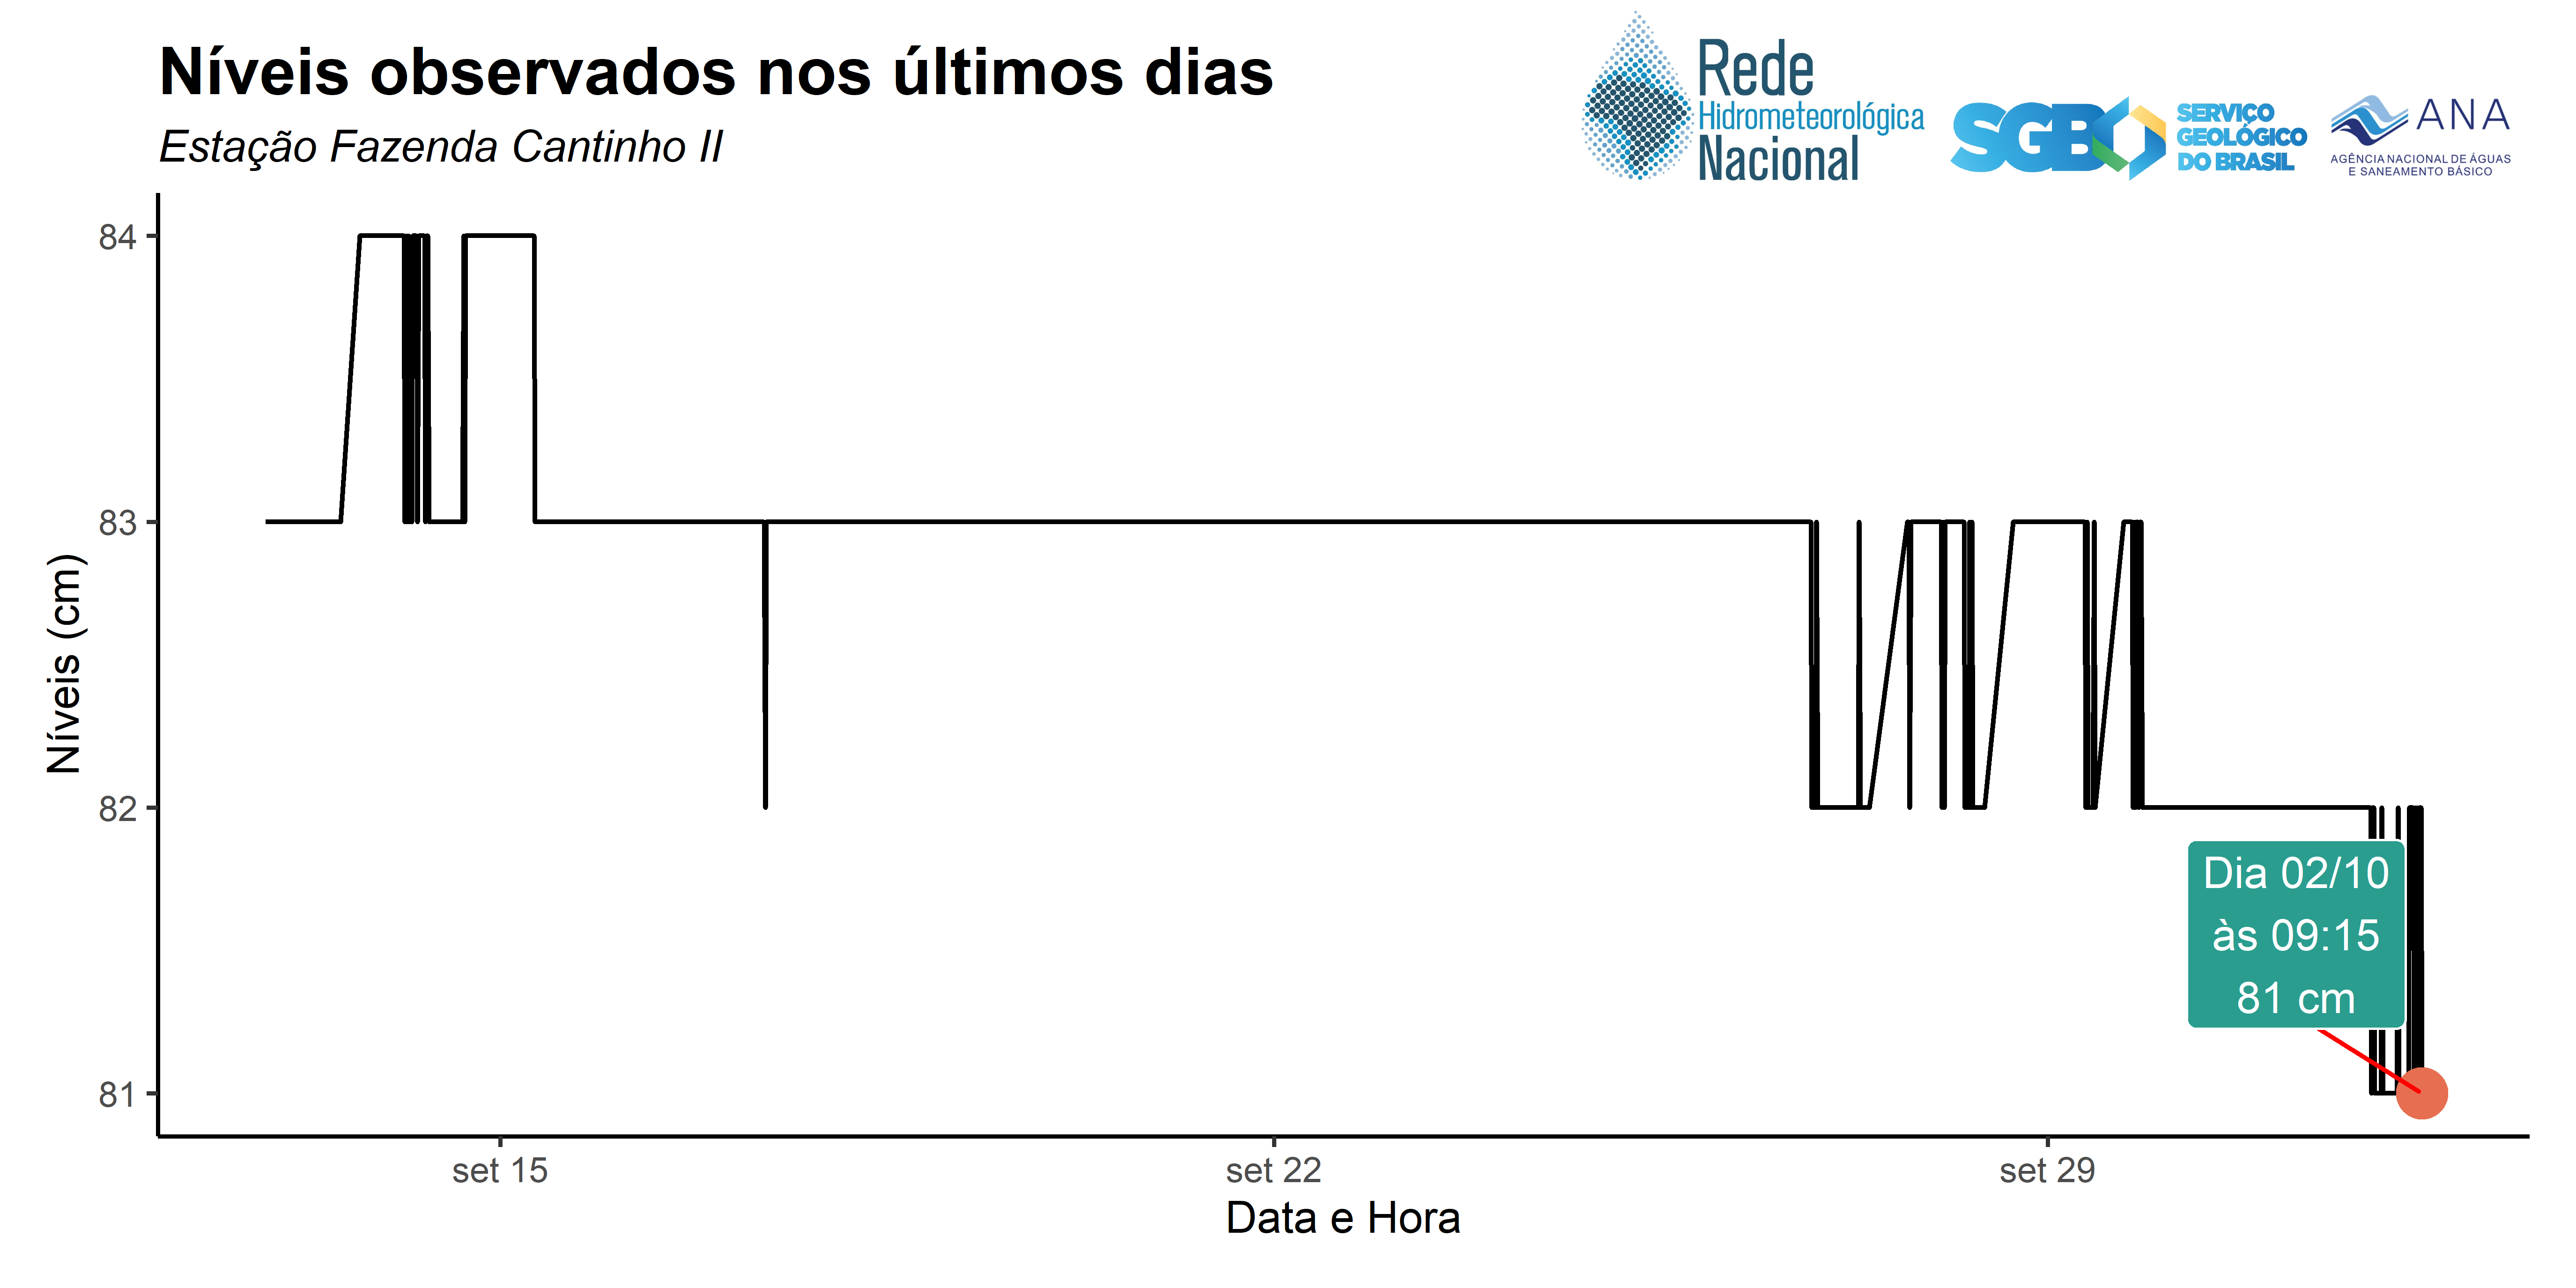 Níveis observados nos últimos dias
Estação Fazenda Cantinho II
Rede
Hidrometeorológica
Nacional
SGB
SERVIÇO
GEOLÓGICO
DO BRASIL
ANA
AGÊNCIA NACIONAL DE ÁGUAS
E SANEAMENTO BÁSICO
84
83
82
81
Níveis (cm)
Dia 02/10
às 09:15
81 cm
set 15
set 22
set 29
Data e Hora